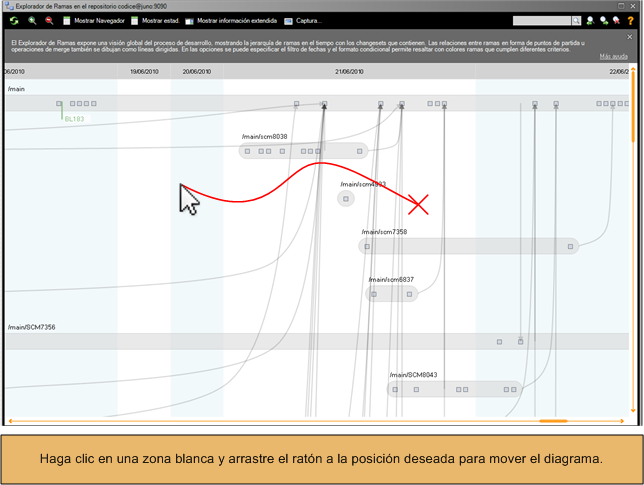 Explorador de Ramas en el repositorio codice@juno:9090
Mostrar Navegador Mostrar estad. Mostrar información extendida Captura...
El Explorador de Ramas expone una visión global del proceso de desarrollo, mostrando la jerarquía de ramas en el tiempo con los changesets que contienen. Las relaciones entre ramas en forma de puntos de partida u
operaciones de merge también se dibujan como líneas dirigidas. En las opciones se puede especificar el filtro de fechas y el formato condicional permite resaltar con colores ramas que cumplen diferentes criterios.
Más ayuda
06/2010 19/06/2010 20/06/2010 21/06/2010 22/06/2
/main
BL183
/main/scm8038
/main/scm4993
/main/scm7358
/main/scm6837
/main/SCM7356
/main/SCM8043
Haga clic en una zona blanca y arrastre el ratón a la posición deseada para mover el diagrama.